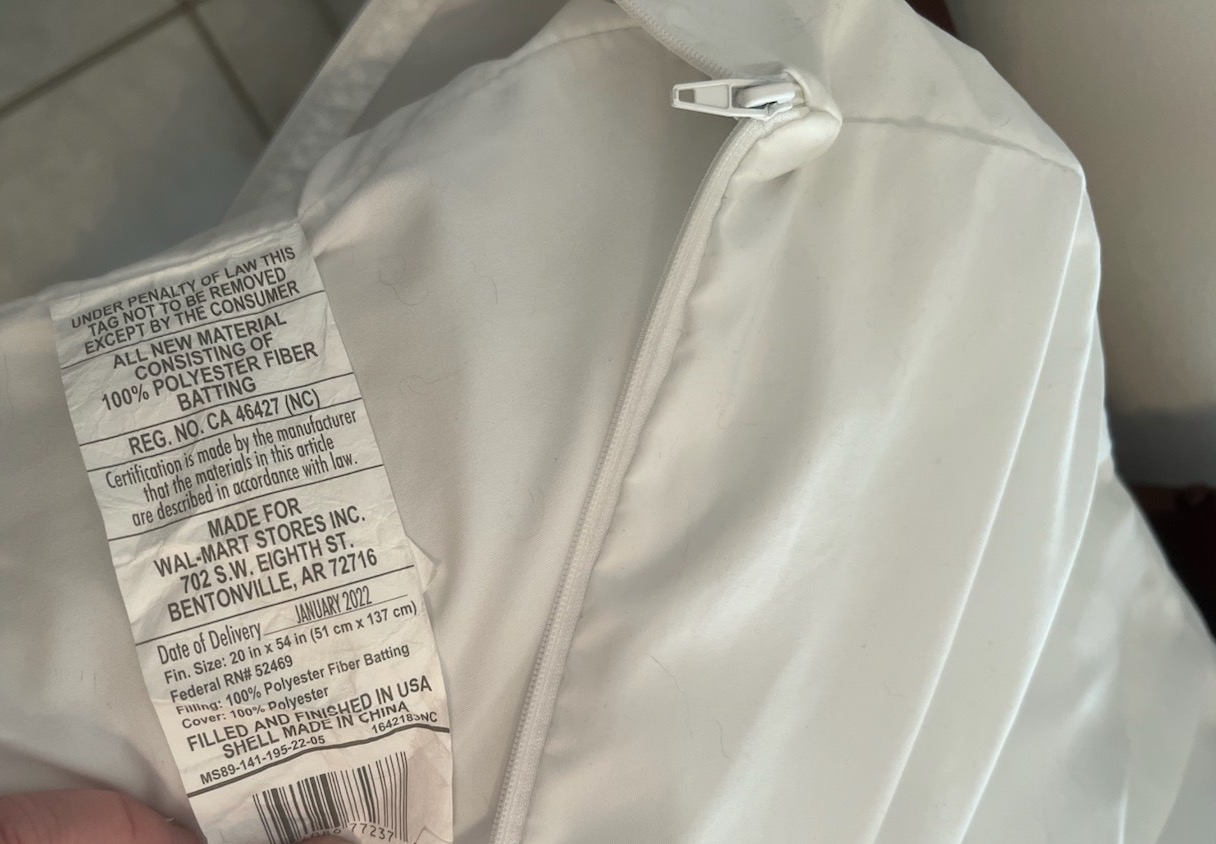 UNDER PENALTY OF LAW THIS
TAG NOT TO BE REMOVED
EXCEPT BY THE CONSUMER
ALL NEW MATERIAL
CONSISTING OF
100% POLYESTER FIBER
BATTING
REG. NO. CA 46427 (NC)
Certification is made by the manufacturer
that the materials in this article
are described in accordance with law.
MADE FOR
WAL-MART STORES INC.
702 S.W. EIGHTH ST.
BENTONVILLE, AR 72716
Date of Delivery JANUARY 2022
Fin. Size: 20 in x 54 in (51 cm x 137 cm)
Federal RN# 52469
Filling: 100% Polyester Fiber Batting
Cover: 100% Polyester
FILLED AND FINISHED IN USA
SHELL MADE IN CHINA
MS89-141-195-22-05
77237